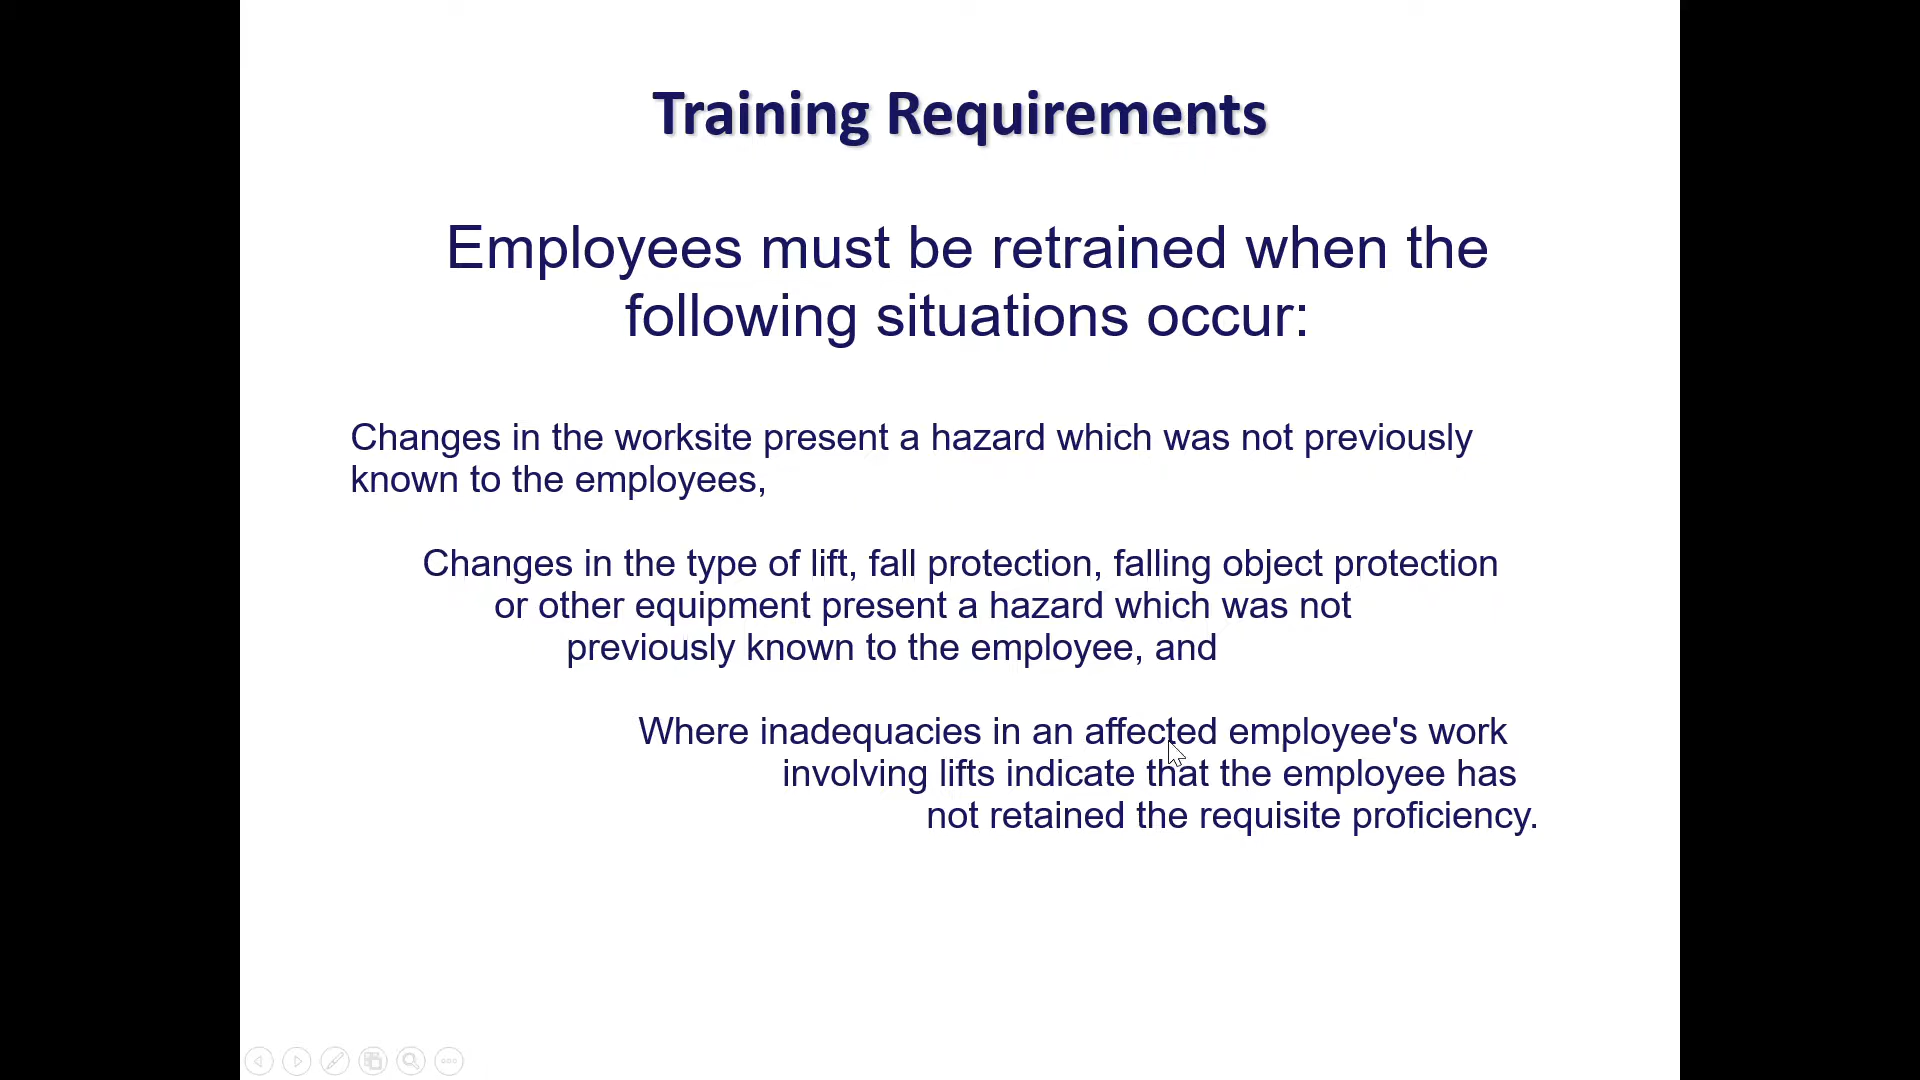 Training Requirements
Employees must be retrained when the
following situations occur:
Changes in the worksite present a hazard which was not previously
known to the employees,
Changes in the type of lift, fall protection, falling object protection
or other equipment present a hazard which was not
previously known to the employee, and
Where inadequacies in an affected employee's work
involving lifts indicate that the employee has
not retained the requisite proficiency.